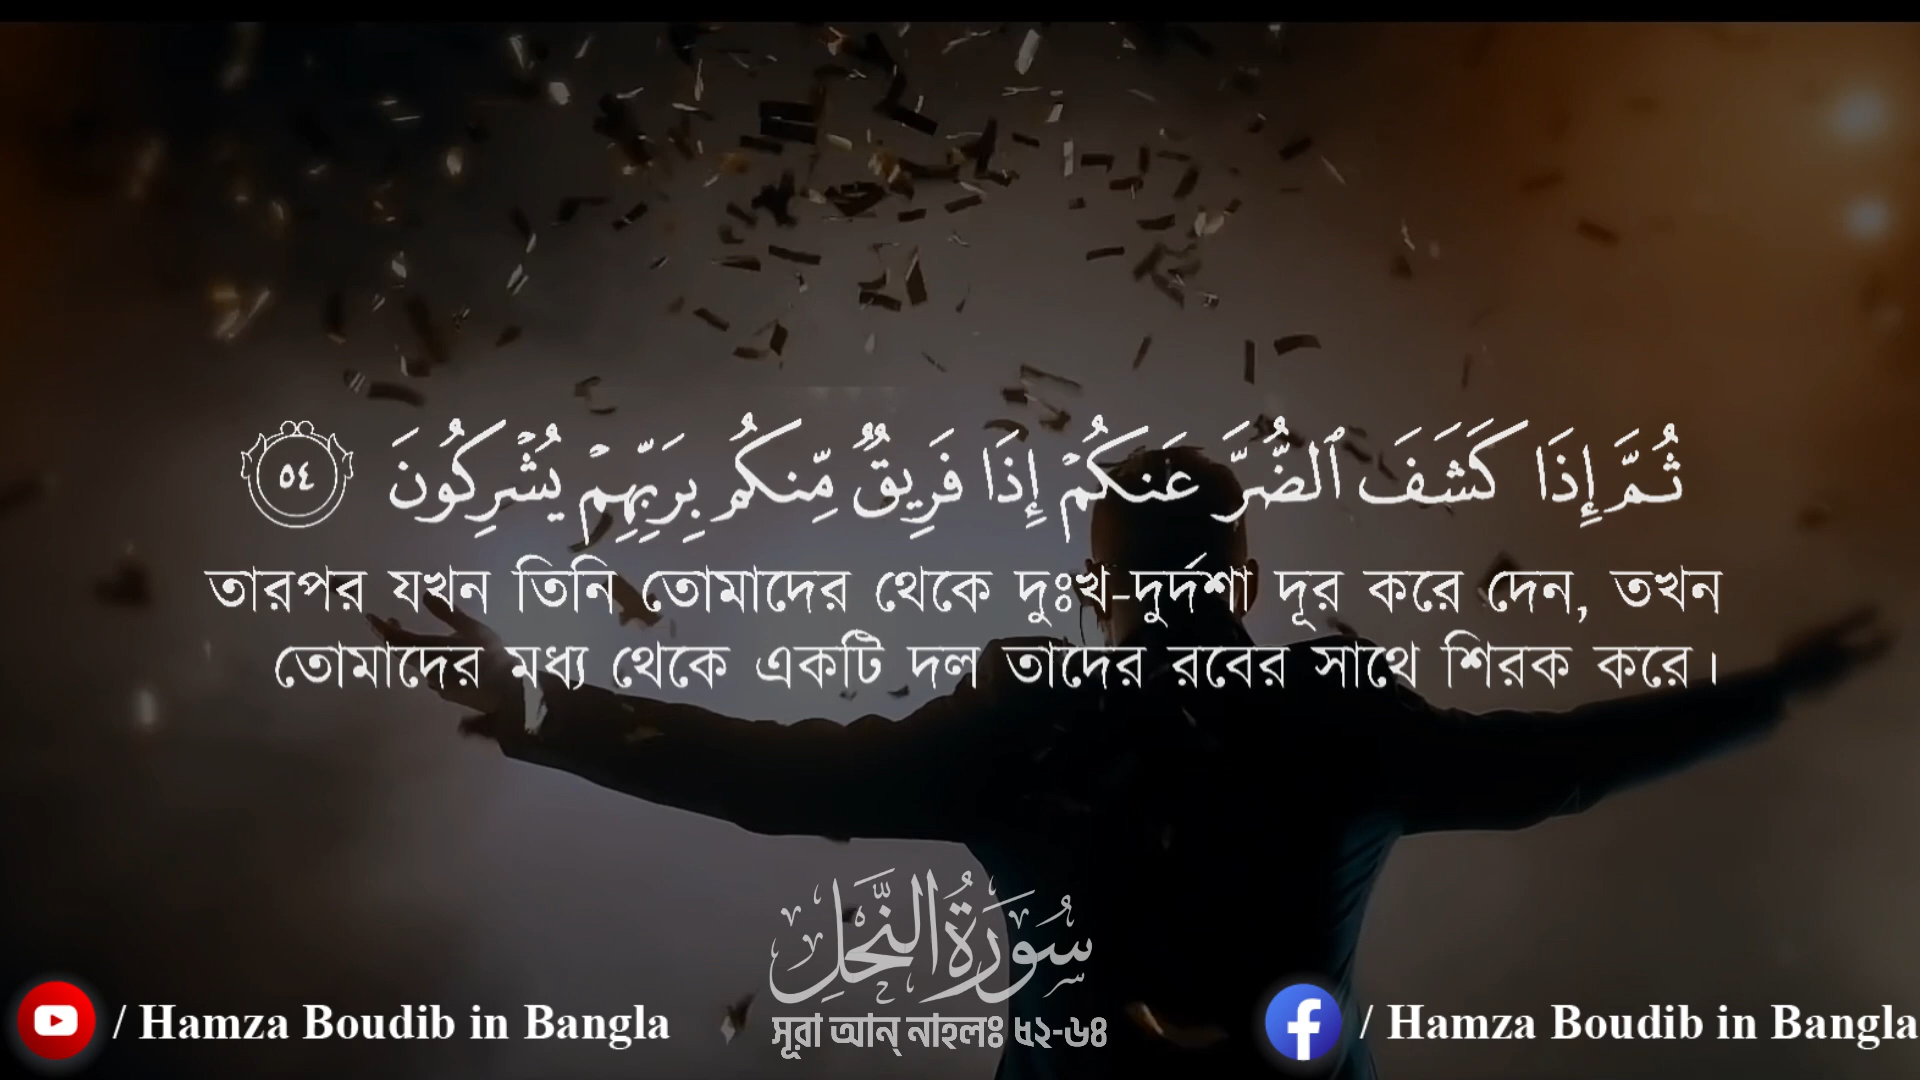 ثُمَّ إِذَا كَشَفَ ٱلضُّرَّ عَنكُمْ إِذَا فَرِيقٌ مِّنكُم بِرَبِّهِمْ يُشْرِكُونَ ٥٤
তারপর যখন তিনি তোমাদের থেকে দুঃখ-দুর্দশা দূর করে দেন, তখন
তোমাদের মধ্য থেকে একটি দল তাদের রবের সাথে শিরক করে।
سُورَةُ النَّحْلِ
সূরা আন্ নাহলঃ ৫২-৬৪
/ Hamza Boudib in Bangla
/ Hamza Boudib in Bangla